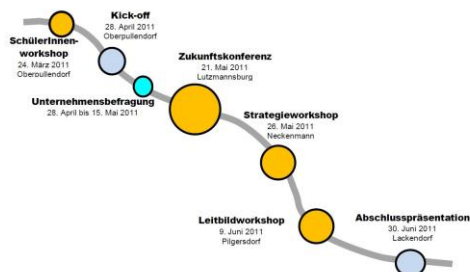 Kick-off
28. April 2011
Oberpullendorf
SchülerInnen-
workshop
24. März 2011
Oberpullendorf
Zukunftskonferenz
21. Mai 2011
Lutzmannsburg
Unternehmensbefragung
28. April bis 15. Mai 2011
Strategieworkshop
26. Mai 2011
Neckenmann
Leitbildworkshop
9. Juni 2011
Pilgersdorf
Abschlusspräsentation
30. Juni 2011
Lackendorf